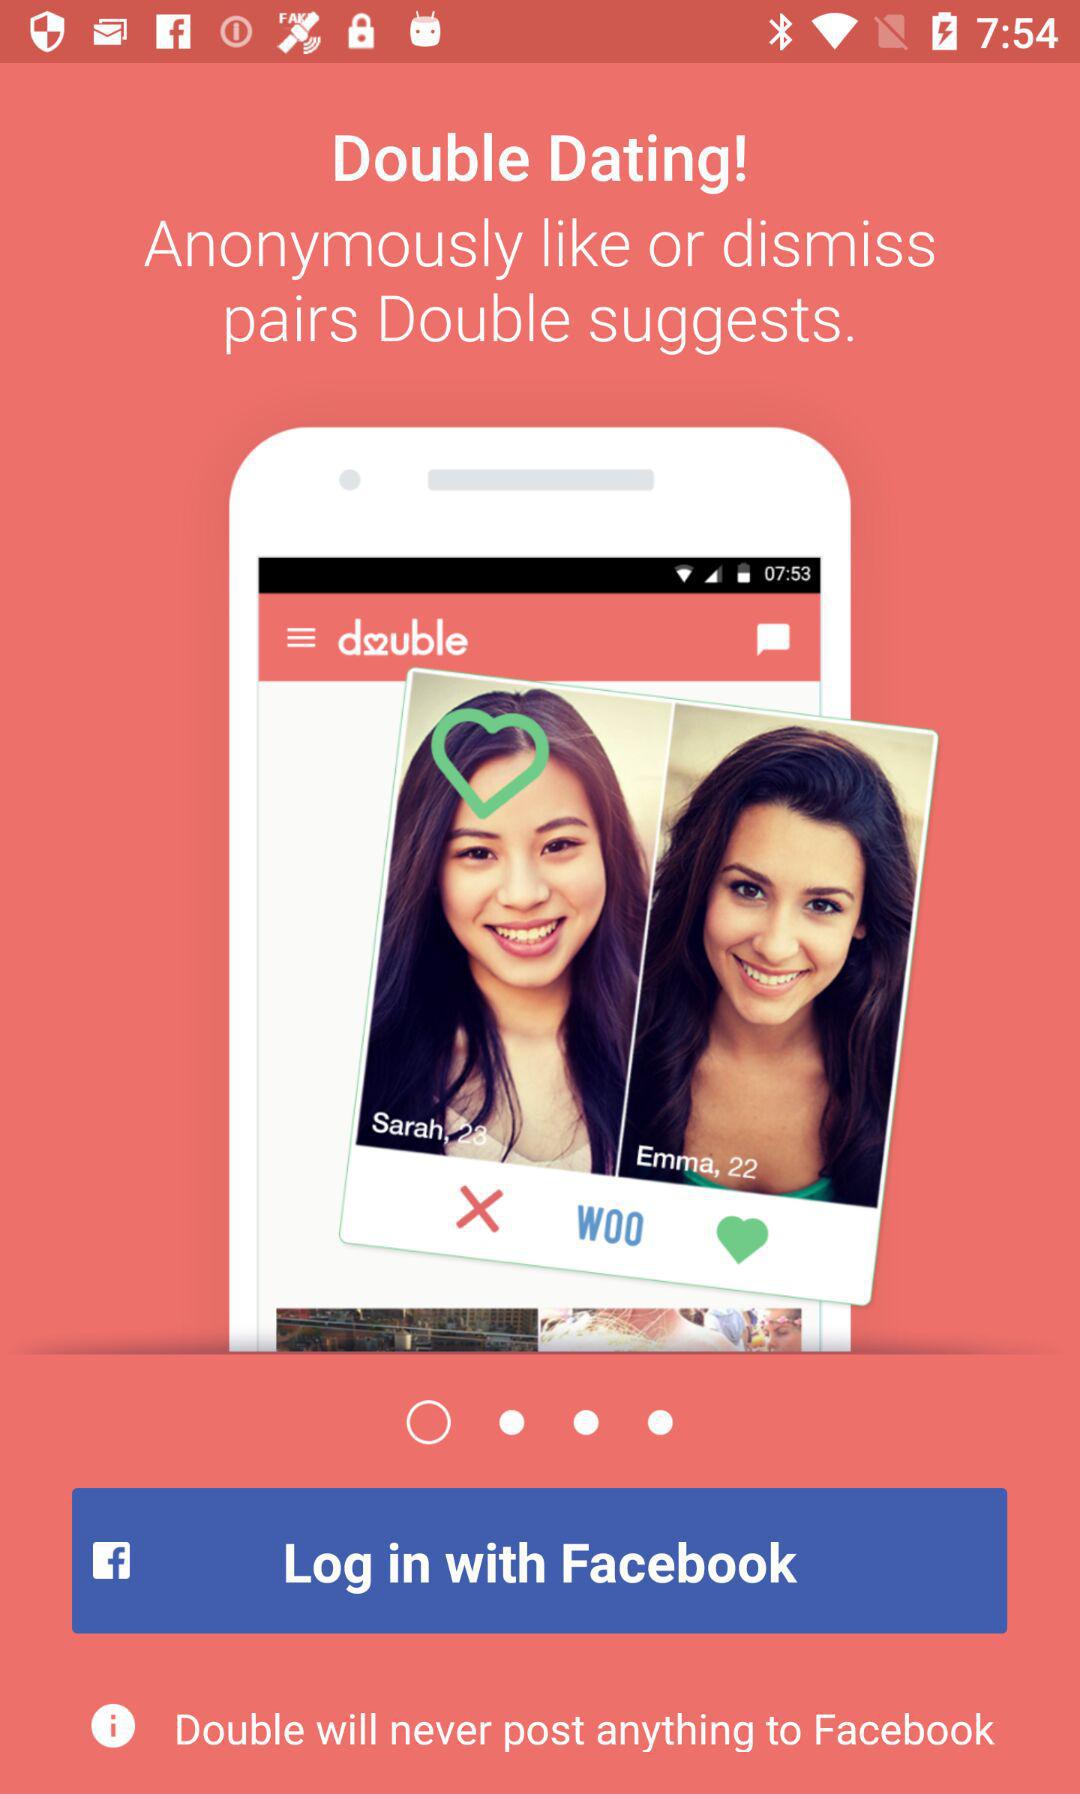 FAKE
7:54
Double Dating!
Anonymously like or dismiss
pairs Double suggests.
07:53
double
Sarah, 23
Emma, 22
WOO
Log in with Facebook
Double will never post anything to Facebook